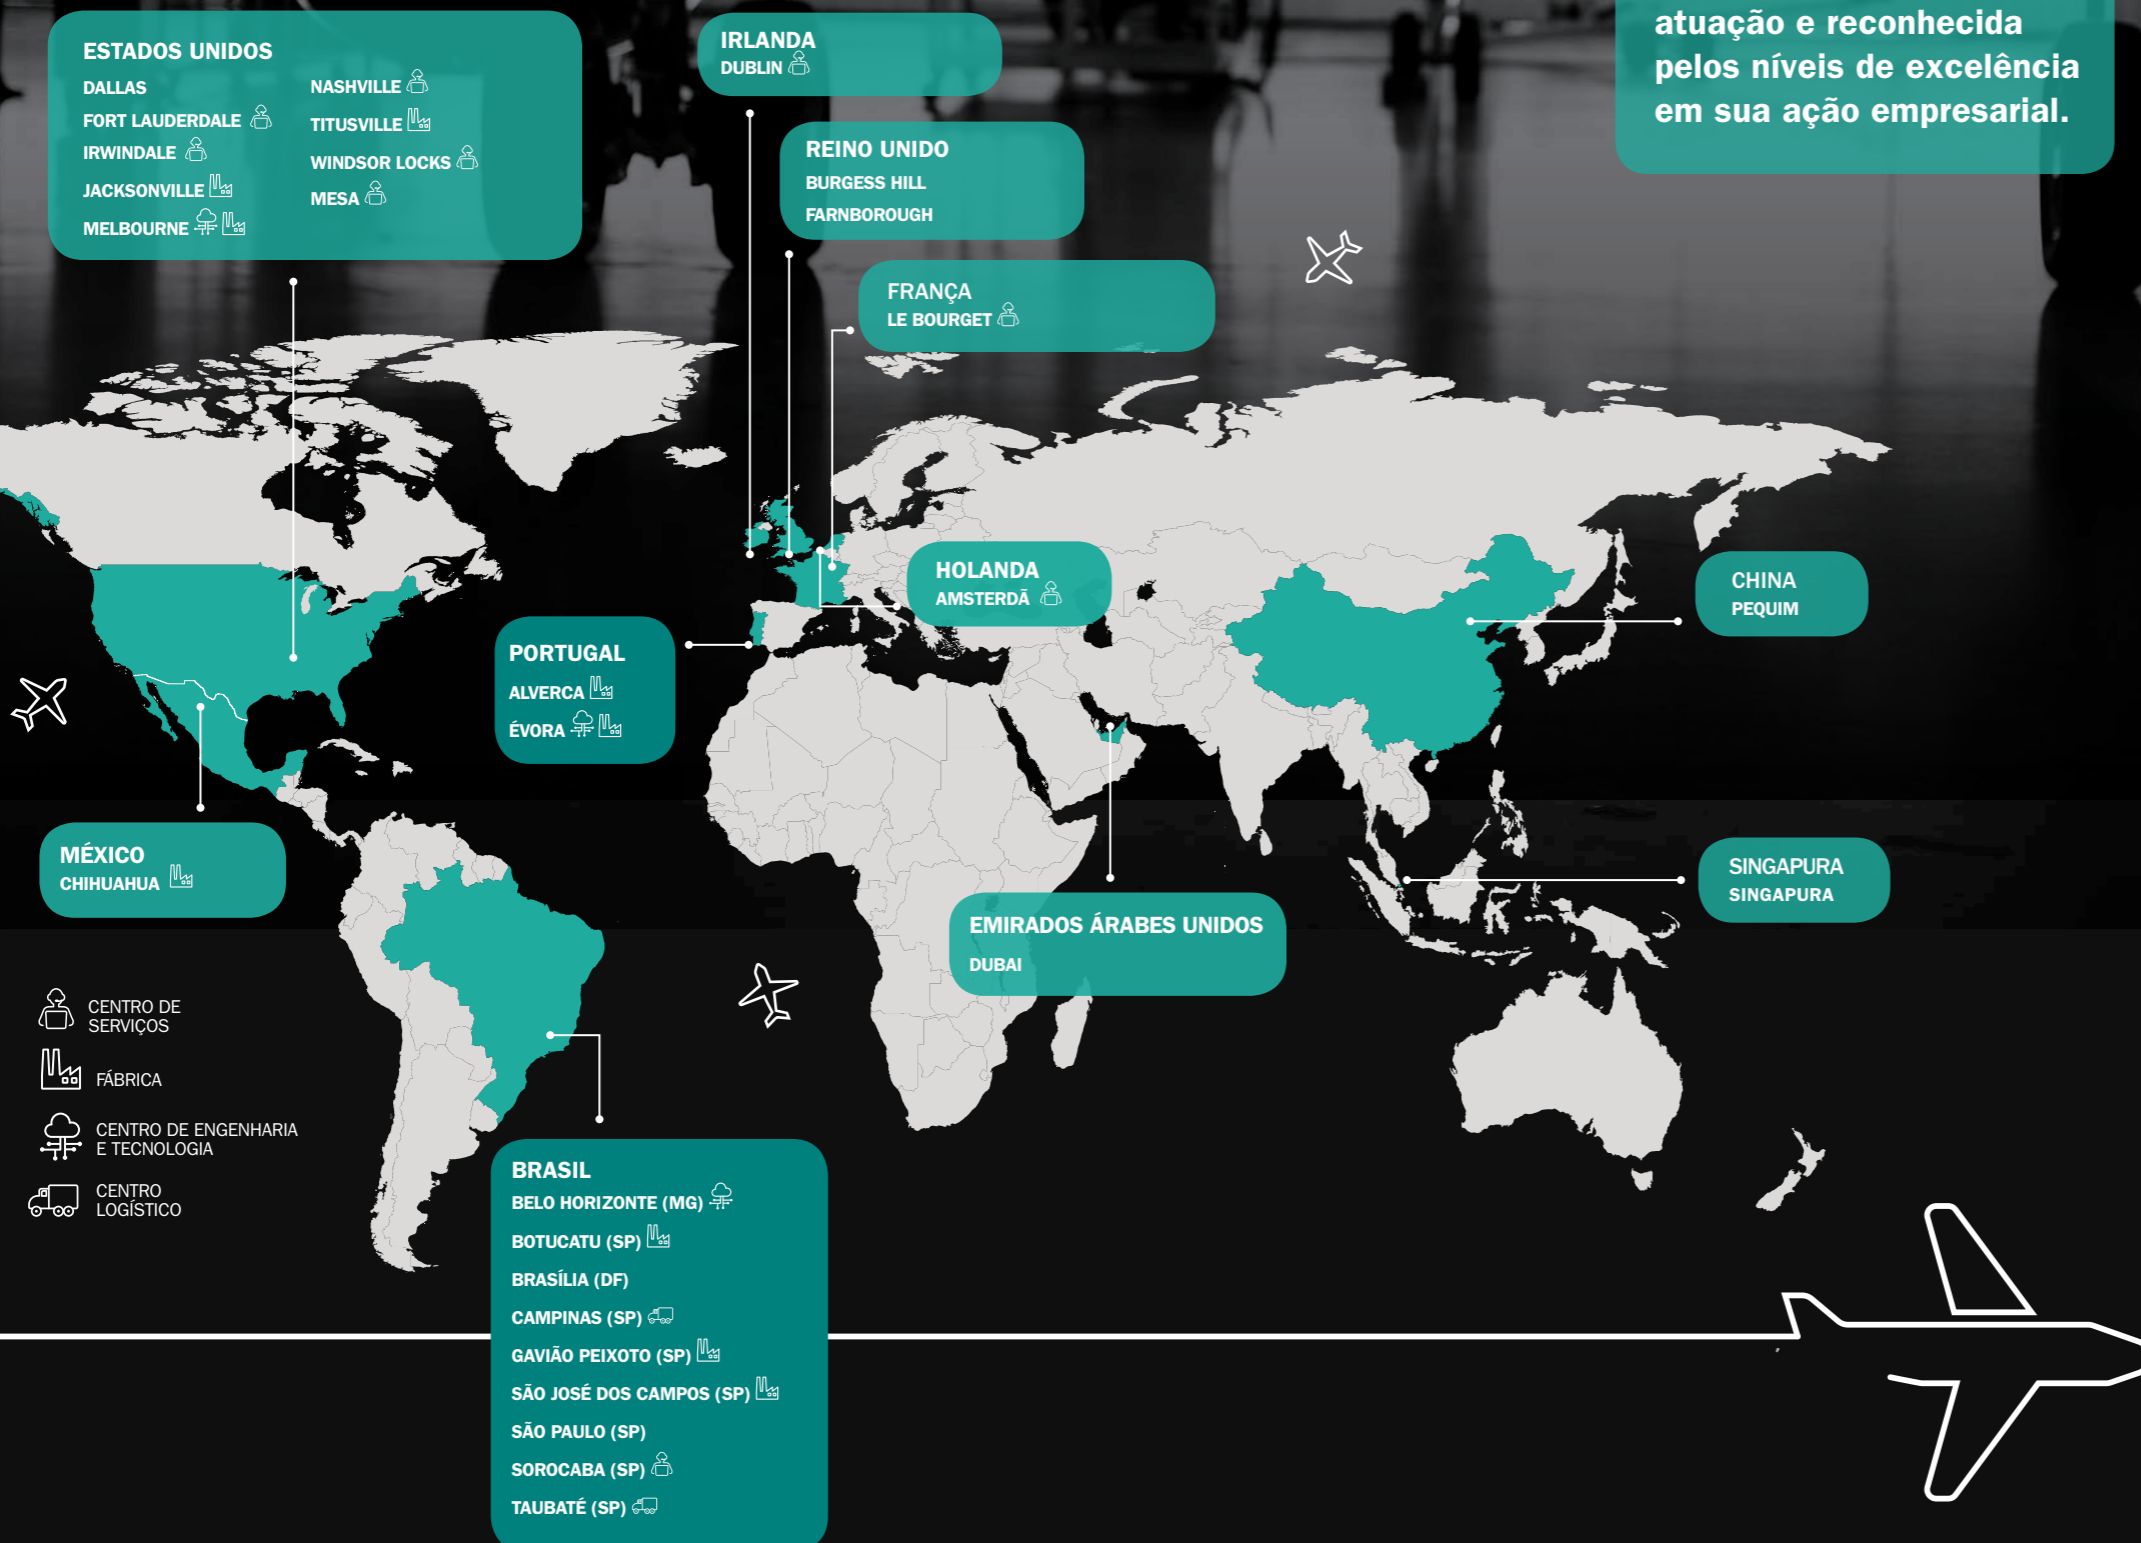 atuação e reconhecida
pelos níveis de excelência
em sua ação empresarial.
ESTADOS UNIDOS
DALLAS
FORT LAUDERDALE
IRWINDALE
JACKSONVILLE
MELBOURNE
NASHVILLE
TITUSVILLE
WINDSOR LOCKS
MESA
IRLANDA
DUBLIN
REINO UNIDO
BURGESS HILL
FARNBOROUGH
FRANÇA
LE BOURGET
HOLANDA
AMSTERDÃ
CHINA
PEQUIM
PORTUGAL
ALVERCA
ÉVORA
MÉXICO
CHIHUAHUA
SINGAPURA
SINGAPURA
EMIRADOS ÁRABES UNIDOS
DUBAI
CENTRO DE
SERVIÇOS
FÁBRICA
CENTRO DE ENGENHARIA
E TECNOLOGIA
CENTRO
LOGÍSTICO
BRASIL
BELO HORIZONTE (MG)
BOTUCATU (SP)
BRASÍLIA (DF)
CAMPINAS (SP)
GAVIÃO PEIXOTO (SP)
SÃO JOSÉ DOS CAMPOS (SP)
SÃO PAULO (SP)
SOROCABA (SP)
TAUBATÉ (SP)